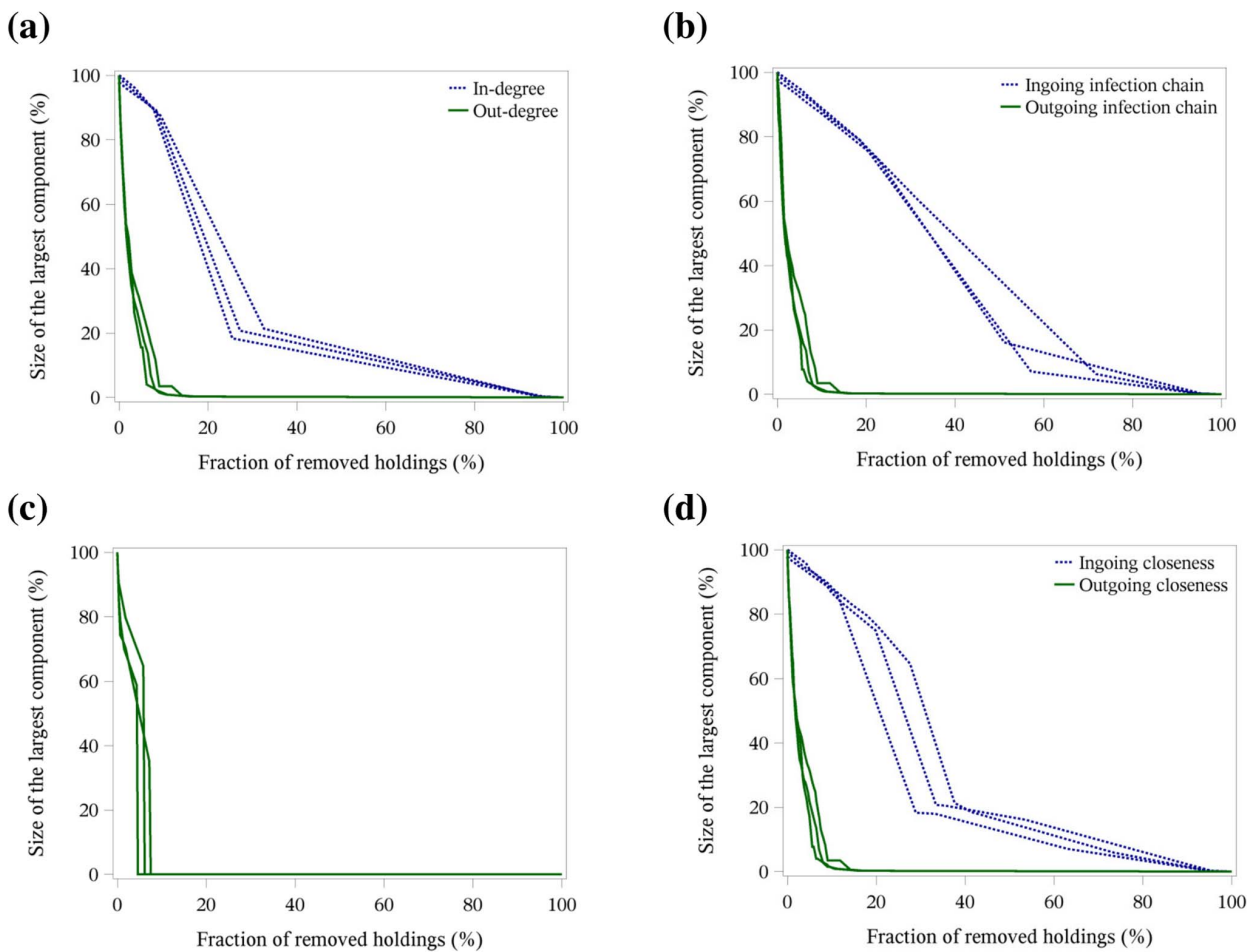 (a)
Size of the largest component (%)
100
80
60
40
20
0
In-degree
Out-degree
0 20 40 60 80 100
Fraction of removed holdings (%)
(b)
Size of the largest component (%)
100
80
60
40
20
0
Ingoing infection chain
Outgoing infection chain
0 20 40 60 80 100
Fraction of removed holdings (%)
(c)
Size of the largest component (%)
100
80
60
40
20
0
0 20 40 60 80 100
Fraction of removed holdings (%)
(d)
Size of the largest component (%)
100
80
60
40
20
0
Ingoing closeness
Outgoing closeness
0 20 40 60 80 100
Fraction of removed holdings (%)